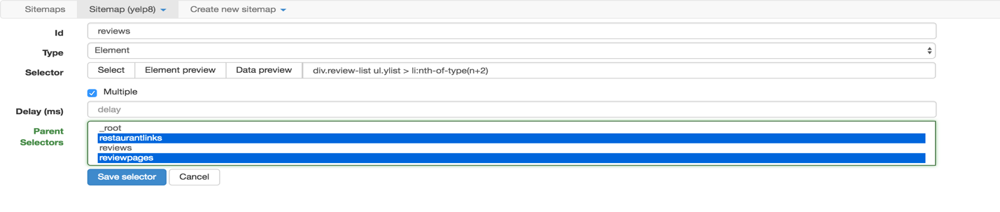 Sitemaps Sitemap (yelp8) Create new sitemap
Id reviews
Type Element
Selector Select Element preview Data preview div.review-list ul.ylist > li:nth-of-type(n+2)
Multiple
Delay (ms) delay
Parent Selectors
_root
restaurantlinks
reviews
reviewpages
Save selector Cancel